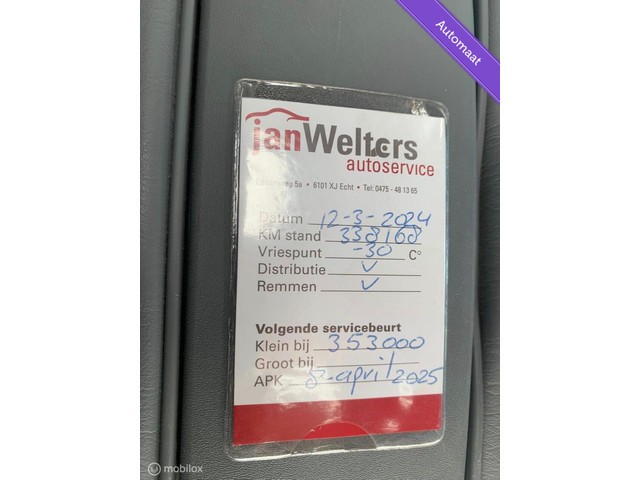 Automaat
janWelters
autoservice
5a • 6101 XJ Echt • Tel: 0475 - 48 13 65
Datum 12-3-2024
KM stand 338168
Vriespunt -30 C°
Distributie ✓
Remmen ✓
Volgende servicebeurt
Klein bij 353000
Groot bij
APK 8-april 2025
mobilox